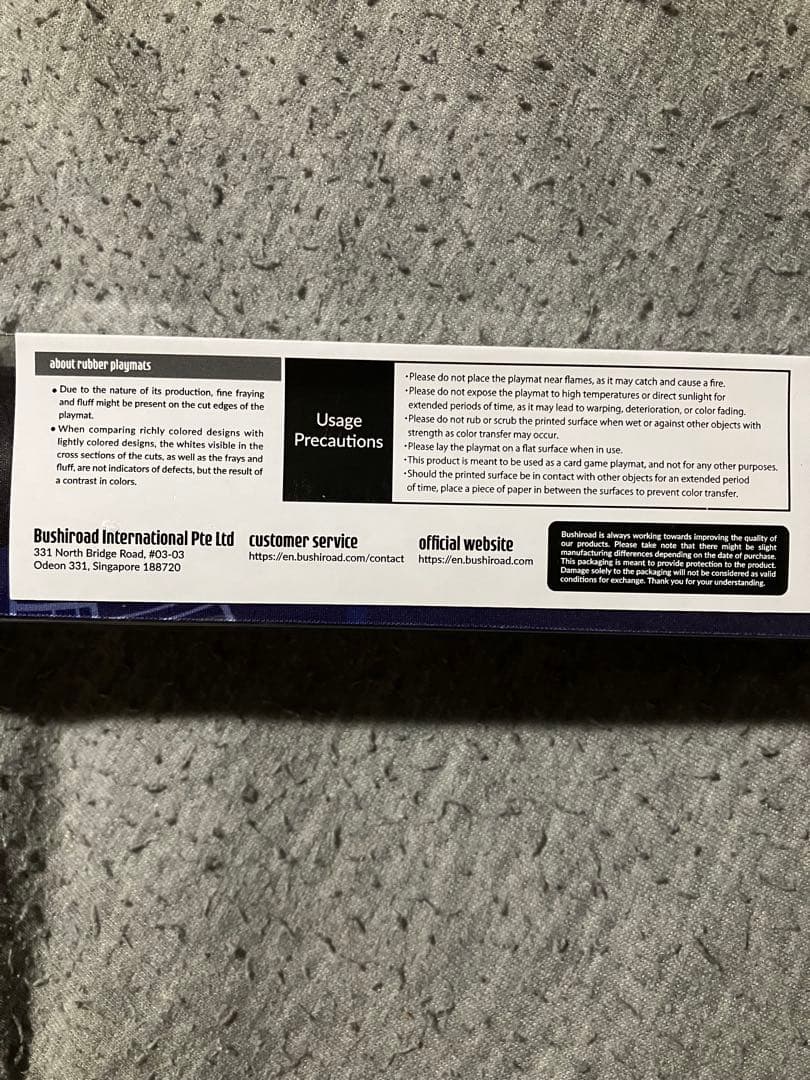 about rubber playmats
• Due to the nature of its production, fine fraying
and fluff might be present on the cut edges of the
playmat.
• When comparing richly colored designs with
lightly colored designs, the whites visible in the
cross sections of the cuts, as well as the frays and
fluff, are not indicators of defects, but the result of
a contrast in colors.
Usage
Precautions
・Please do not place the playmat near flames, as it may catch and cause a fire.
・Please do not expose the playmat to high temperatures or direct sunlight for
extended periods of time, as it may lead to warping, deterioration, or color fading.
・Please do not rub or scrub the printed surface when wet or against other objects with
strength as color transfer may occur.
・Please lay the playmat on a flat surface when in use.
・This product is meant to be used as a card game playmat, and not for any other purposes.
・Should the printed surface be in contact with other objects for an extended period
of time, place a piece of paper in between the surfaces to prevent color transfer.
Bushiroad International Pte Ltd
331 North Bridge Road, #03-03
Odeon 331, Singapore 188720
customer service
https://en.bushiroad.com/contact
official website
https://en.bushiroad.com
Bushiroad is always working towards improving the quality of
our products. Please take note that there might be slight
manufacturing differences depending on the date of purchase.
This packaging is meant to provide protection to the product.
Damage solely to the packaging will not be considered as valid
conditions for exchange. Thank you for your understanding.